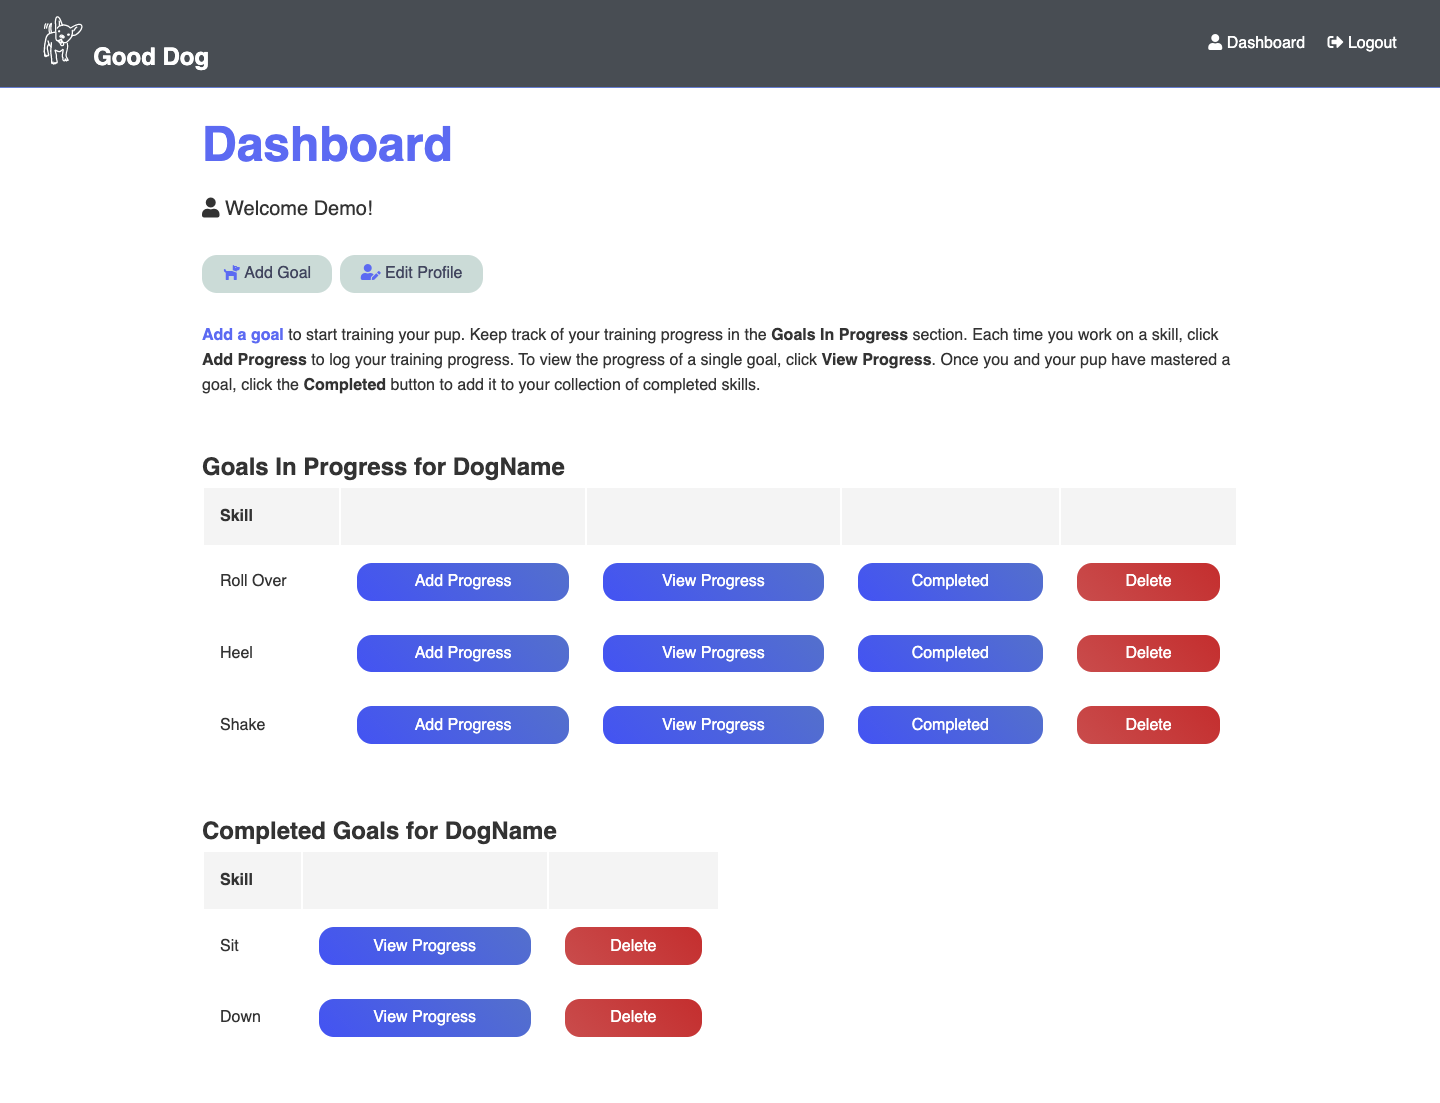 Good Dog
Dashboard Logout
Dashboard
Welcome Demo!
Add Goal Edit Profile
Add a goal to start training your pup. Keep track of your training progress in the Goals In Progress section. Each time you work on a skill, click
Add Progress to log your training progress. To view the progress of a single goal, click View Progress. Once you and your pup have mastered a
goal, click the Completed button to add it to your collection of completed skills.
Goals In Progress for DogName
Skill
Roll Over Add Progress View Progress Completed Delete
Heel Add Progress View Progress Completed Delete
Shake Add Progress View Progress Completed Delete
Completed Goals for DogName
Skill
Sit View Progress Delete
Down View Progress Delete